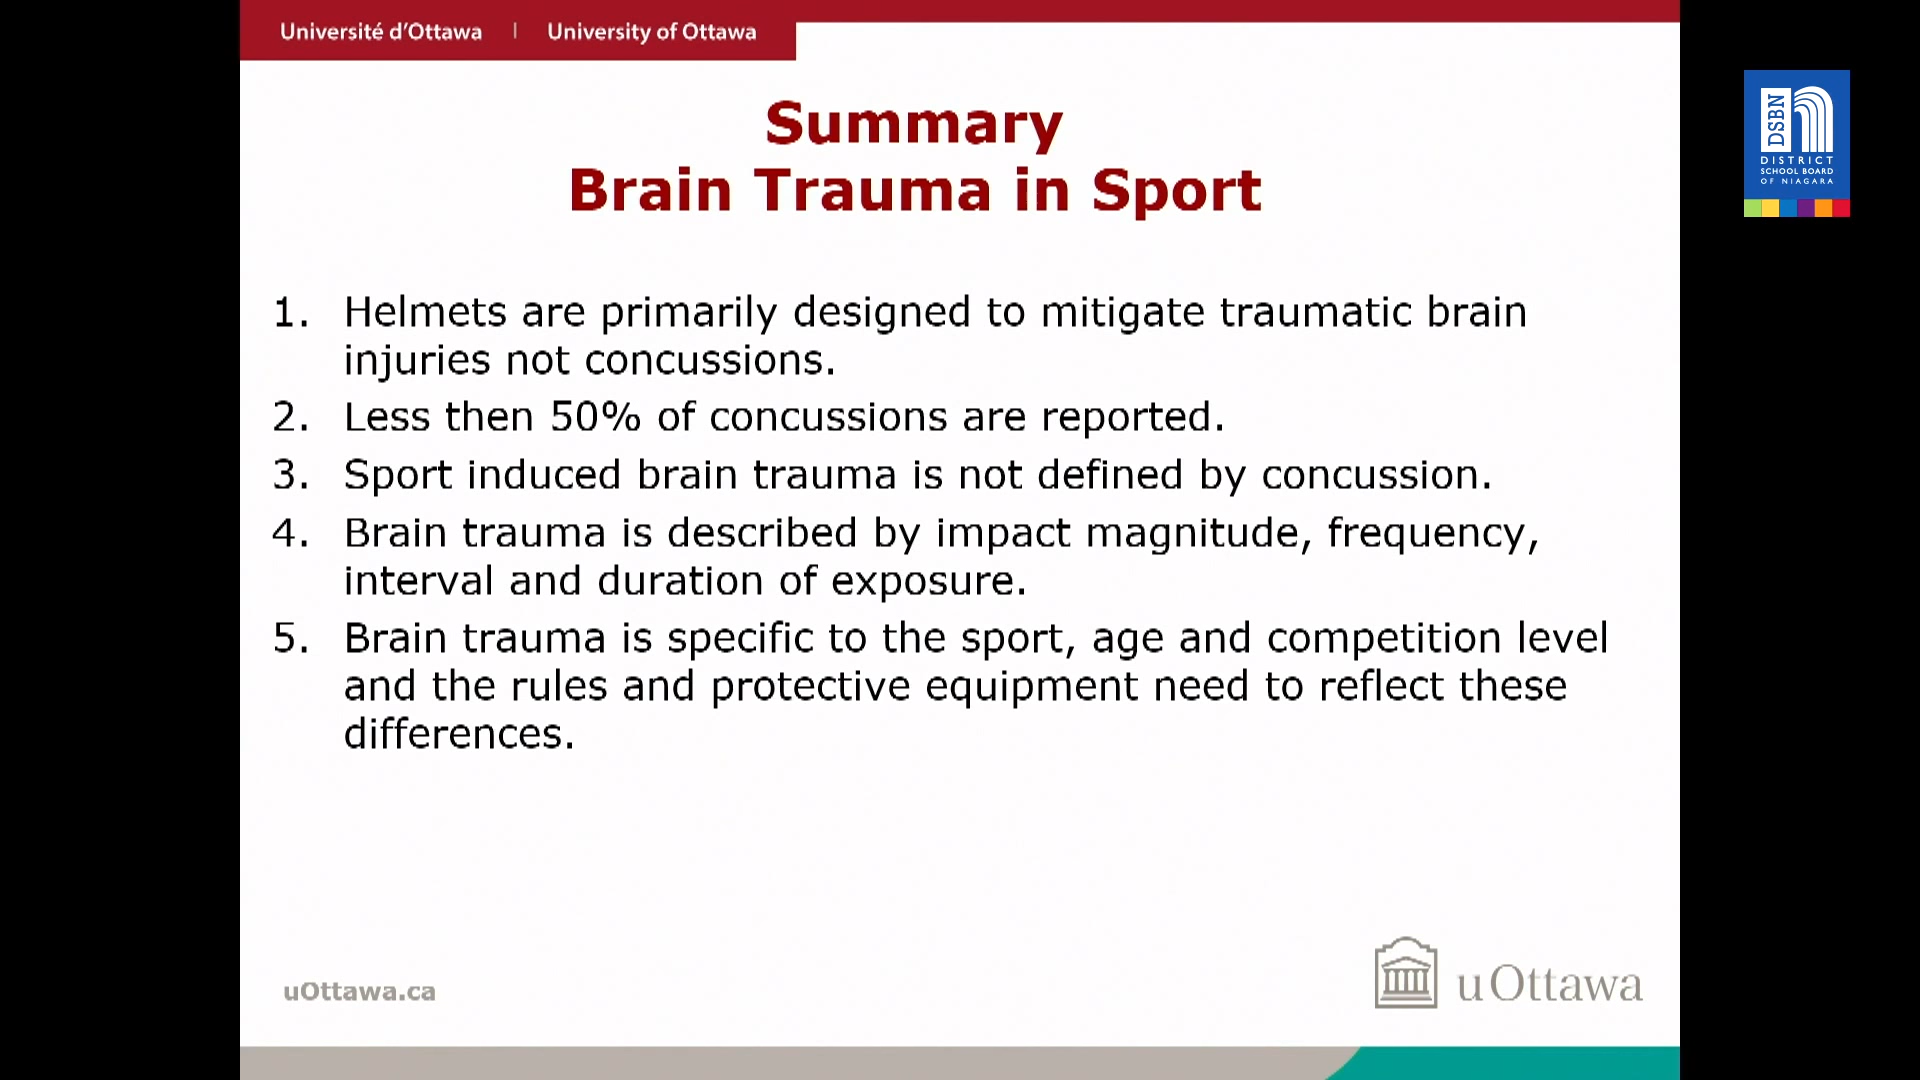 Université d'Ottawa | University of Ottawa
DSBN
DISTRICT
SCHOOL BOARD
OF NIAGARA
Summary
Brain Trauma in Sport
1. Helmets are primarily designed to mitigate traumatic brain
injuries not concussions.
2. Less then 50% of concussions are reported.
3. Sport induced brain trauma is not defined by concussion.
4. Brain trauma is described by impact magnitude, frequency,
interval and duration of exposure.
5. Brain trauma is specific to the sport, age and competition level
and the rules and protective equipment need to reflect these
differences.
uOttawa.ca
uOttawa